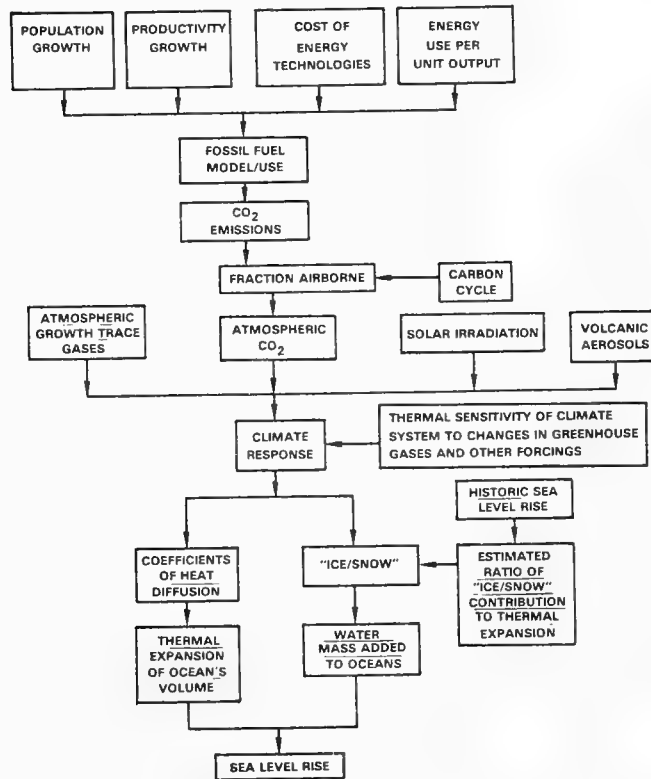 POPULATION
GROWTH
PRODUCTIVITY
GROWTH
COST OF
ENERGY
TECHNOLOGIES
ENERGY
USE PER
UNIT OUTPUT
FOSSIL FUEL
MODEL/USE
CO2
EMISSIONS
FRACTION AIRBORNE
CARBON
CYCLE
ATMOSPHERIC
GROWTH TRACE
GASES
ATMOSPHERIC
CO2
SOLAR IRRADIATION
VOLCANIC
AEROSOLS
CLIMATE
RESPONSE
THERMAL SENSITIVITY OF CLIMATE
SYSTEM TO CHANGES IN GREENHOUSE
GASES AND OTHER FORCINGS
HISTORIC SEA
LEVEL RISE
COEFFICIENTS
OF HEAT
DIFFUSION
"ICE/SNOW"
ESTIMATED
RATIO OF
"ICE/SNOW"
CONTRIBUTION
TO THERMAL
EXPANSION
THERMAL
EXPANSION
OF OCEAN'S
VOLUME
WATER
MASS ADDED
TO OCEANS
SEA LEVEL RISE